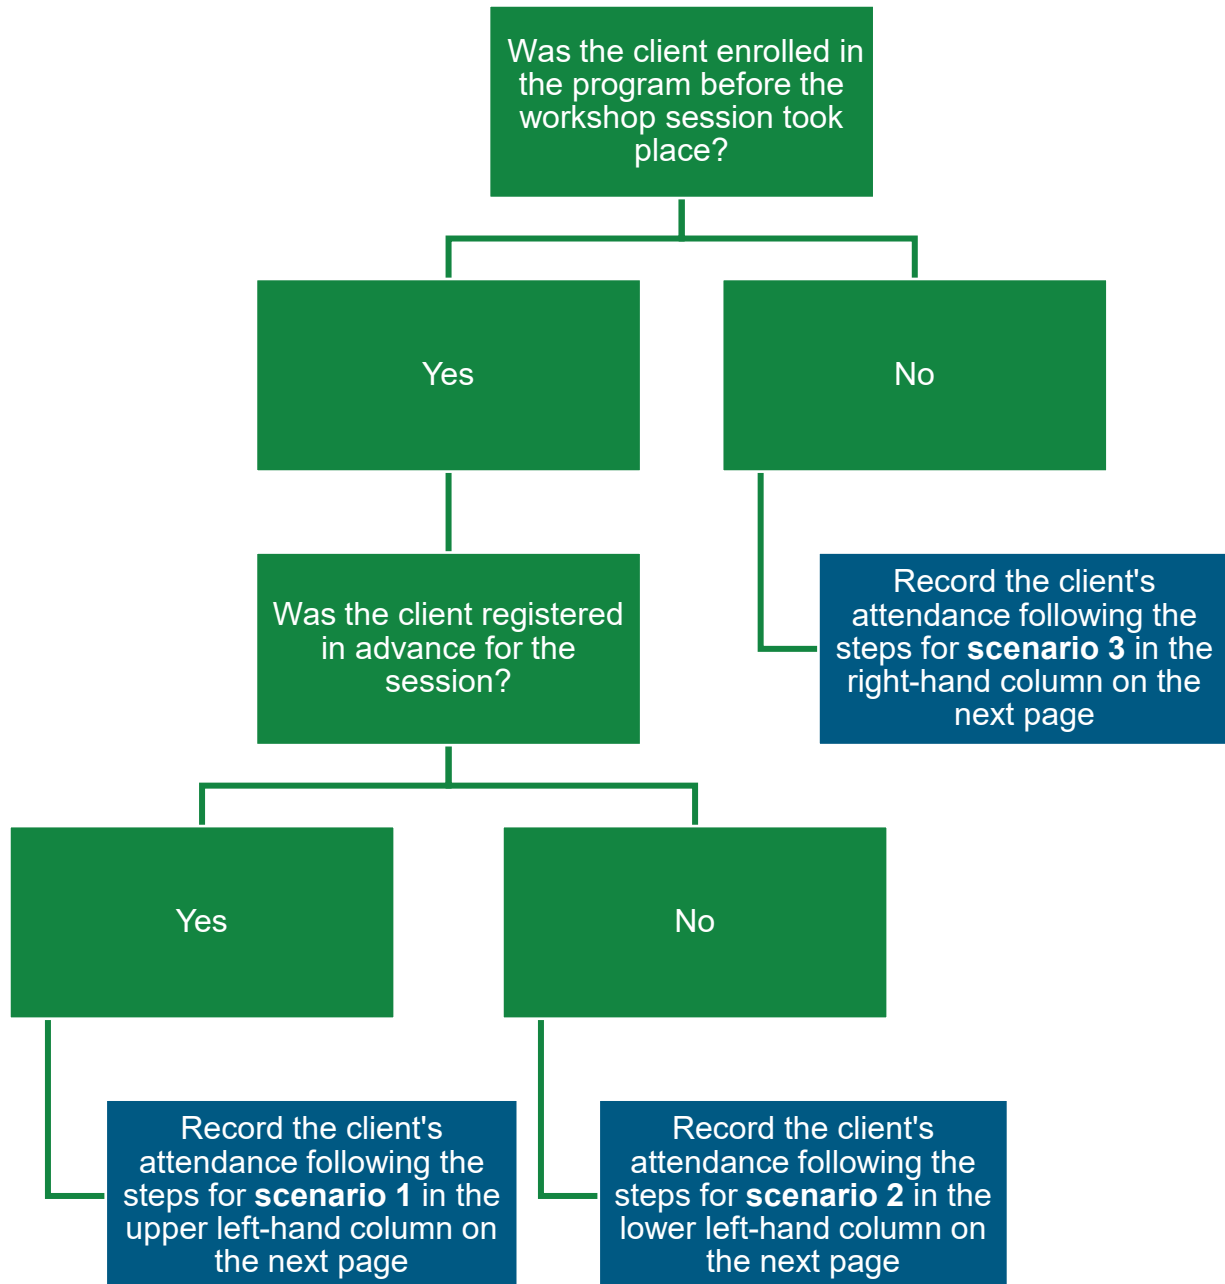 Was the client enrolled in
the program before the
workshop session took
place?
Yes
No
Was the client registered
in advance for the
session?
Record the client's
attendance following the
steps for scenario 3 in the
right-hand column on the
next page
Yes
No
Record the client's
attendance following the
steps for scenario 1 in the
upper left-hand column on
the next page
Record the client's
attendance following the
steps for scenario 2 in the
lower left-hand column on
the next page